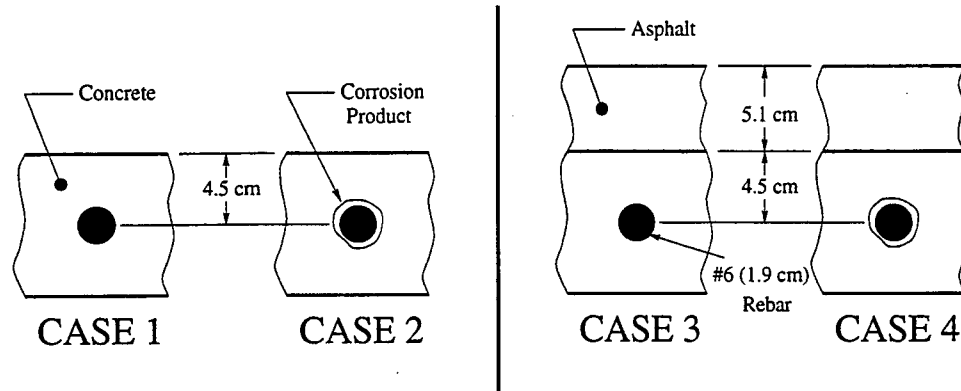 Concrete
Corrosion
Product
4.5 cm
CASE 1
CASE 2
Asphalt
5.1 cm
4.5 cm
#6 (1.9 cm)
Rebar
CASE 3
CASE 4